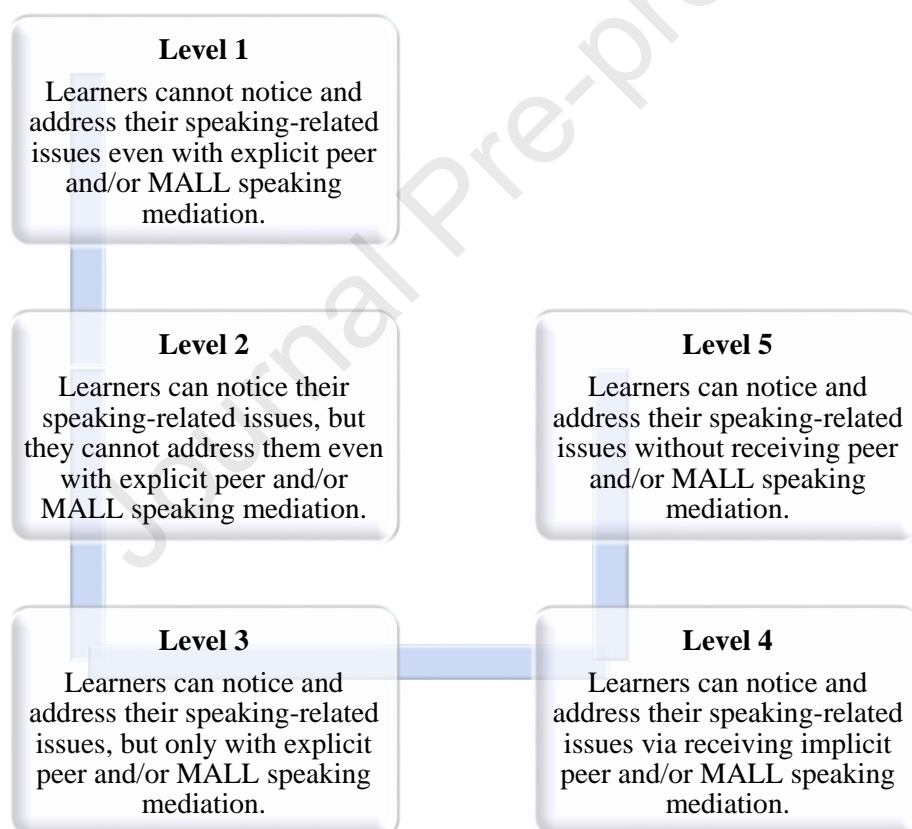 Level 1
Learners cannot notice and
address their speaking-related
issues even with explicit peer
and/or MALL speaking
mediation.
Level 2
Learners can notice their
speaking-related issues, but
they cannot address them even
with explicit peer and/or
MALL speaking mediation.
Level 3
Learners can notice and
address their speaking-related
issues, but only with explicit
peer and/or MALL speaking
mediation.
Level 4
Learners can notice and
address their speaking-related
issues via receiving implicit
peer and/or MALL speaking
mediation.
Level 5
Learners can notice and
address their speaking-related
issues without receiving peer
and/or MALL speaking
mediation.
Journal Pre-pro